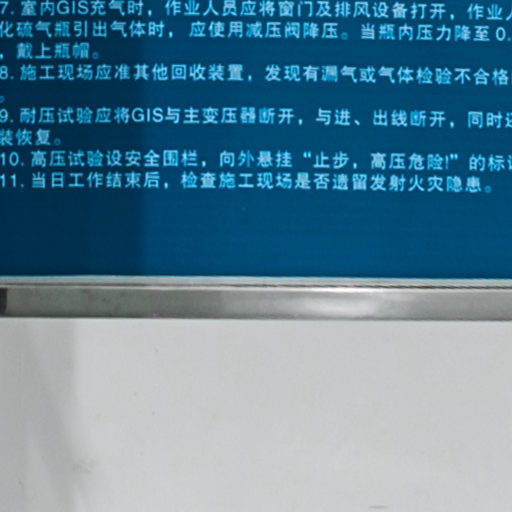 7. 室内GIS充气时，作业人员应将窗门及排风设备打开，作业人
化硫气瓶引出气体时， 应使用减压阀降压。当瓶内压力降至 0.
，戴上瓶帽。
8. 施工现场应准其他回收装置，发现有漏气或气体检验不合格
。
9. 耐压试验应将GIS与主变压器断开，与进、出线断开，同时
装恢复。
10. 高压试验设安全围栏，向外悬挂“止步，高压危险!”的标
11. 当日工作结束后，检查施工现场是否遗留发射火灾隐患。